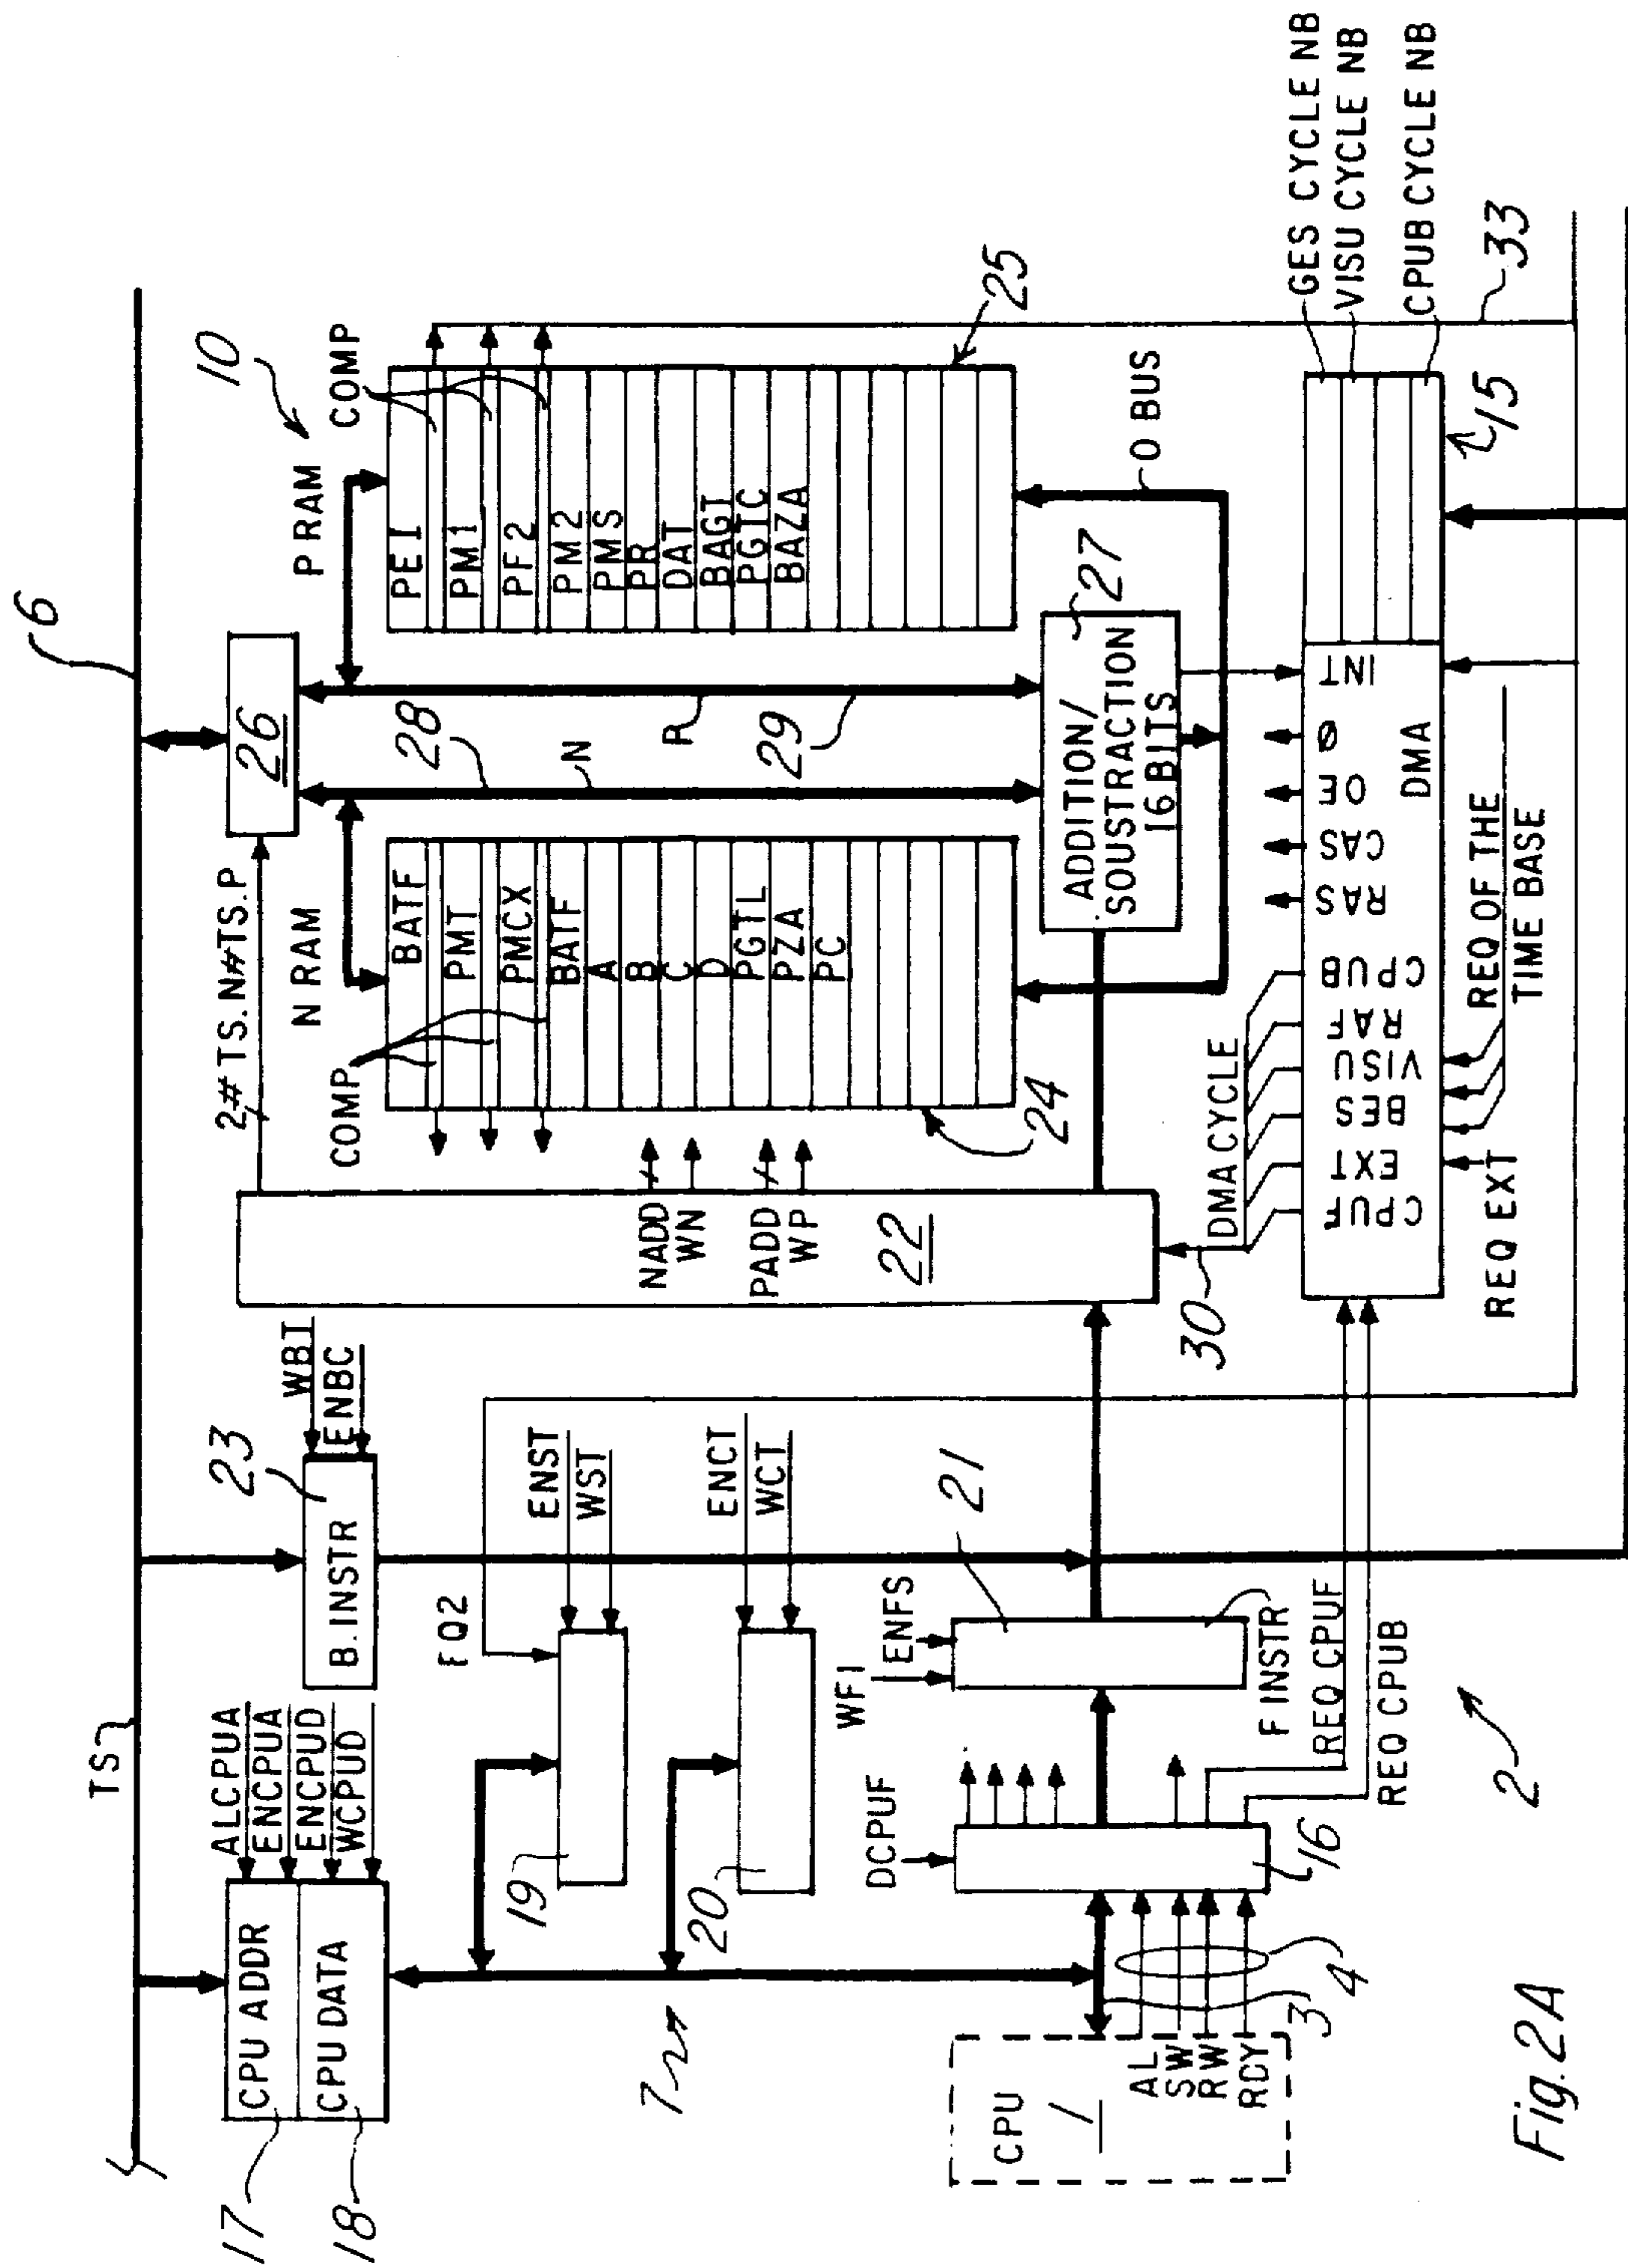 6
TS
10
26
2# TS.N#TS.P
N RAM
P RAM
COMP
COMP
BATF
PMT
PMCX
BATF
A
B
C
D
PGTL
PZA
PC
PEI
PM1
PF2
PM2
PMS
PR
DAT
BAGI
PGIC
BAZA
28
N
R
29
24
25
ADDITION/
SOUSTRACTION
16 BITS
27
O BUS
WBI
ENBC
23
B. INSTR
ALCPUA
ENCPUA
ENCPUD
WCPUD
CPU ADDR
CPU DATA
17
18
EQ2
ENST
WST
19
ENCT
WCT
20
7
NADD
WN
PADD
WP
22
21
WFI
ENFS
F INSTR
DCPUF
16
REQ CPUF
REQ CPUB
CPU
1
AL
SW
RW
RDY
3
4
30
DMA CYCLE
CPUF
EXT
BES
VISU
RAF
CPUB
RAS
CAS
OE
Ø
INT
DMA
REQ EXT
REQ OF THE
TIME BASE
GES CYCLE NB
VISU CYCLE NB
CPUB CYCLE NB
15
33
2
Fig. 2A